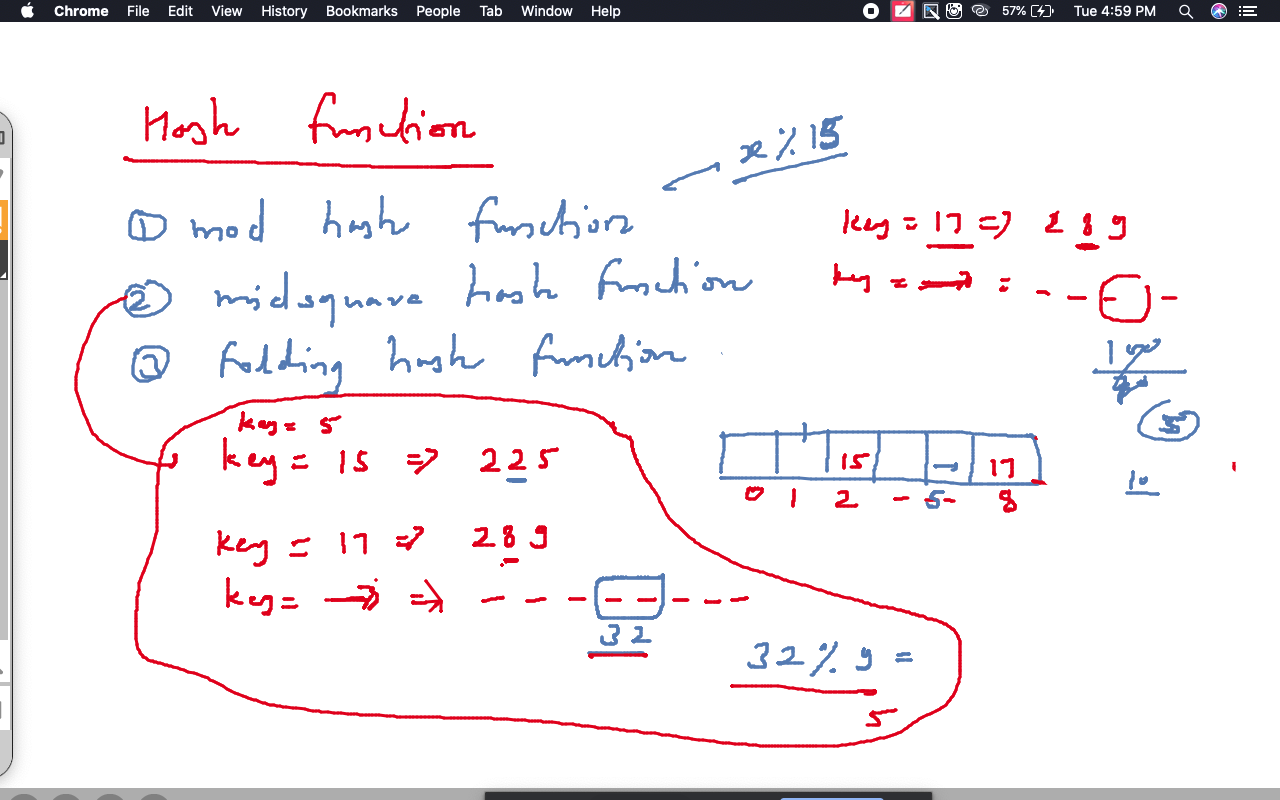 Chrome File Edit View History Bookmarks People Tab Window Help 57% Tue 4:59 PM
Hash function
x % 15
① mod hash function
key = 17 => 289
② midsquare hash function
key = → = - - - -
③ folding hash function
100
5
key = 5
key = 15 => 225
15 → 17
0 1 2 - 5 - 8
10
key = 17 => 289
key = → => - - - - - - - -
32
32 % 9 =
5